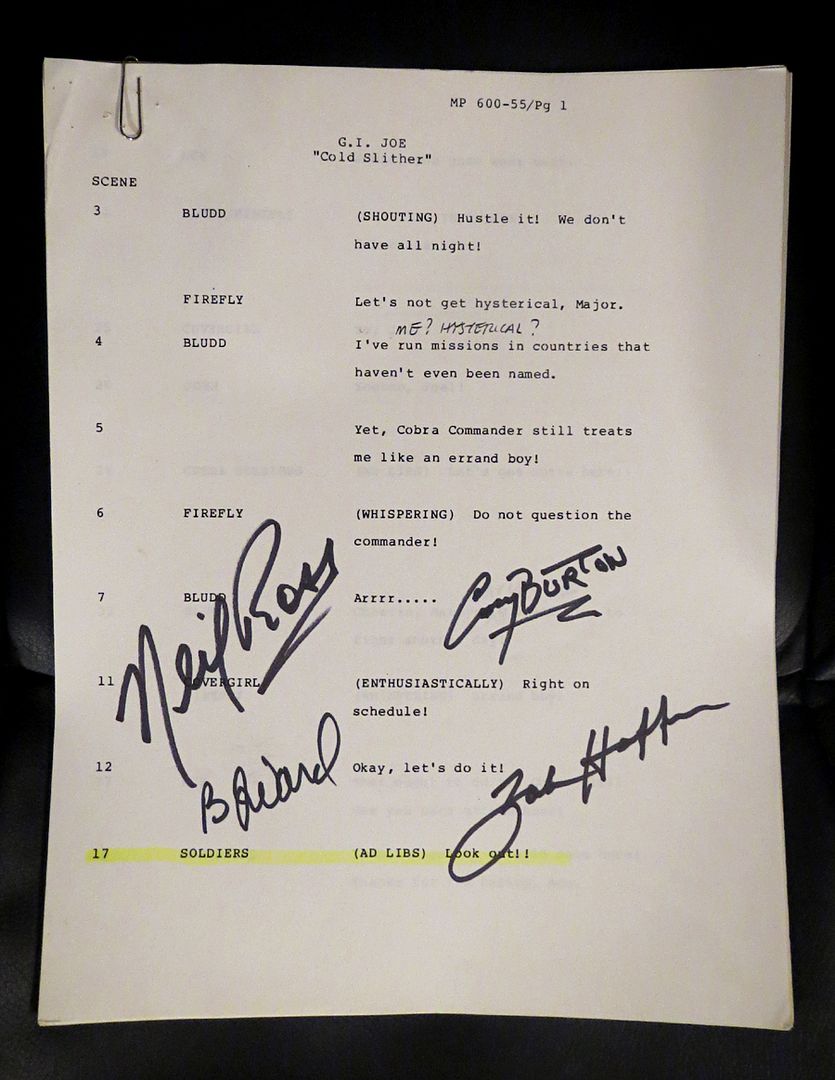 MP 600-55/Pg 1
G.I. JOE
"Cold Slither"
SCENE
3 BLUDD (SHOUTING) Hustle it! We don't
have all night!
FIREFLY Let's not get hysterical, Major.
ME? HYSTERICAL?
4 BLUDD I've run missions in countries that
haven't even been named.
5 Yet, Cobra Commander still treats
me like an errand boy!
6 FIREFLY (WHISPERING) Do not question the
commander!
7 BLUDD Arrrr.....
Neil Ross
Corey BURTON
11 COVERGIRL (ENTHUSIASTICALLY) Right on
schedule!
12 Okay, let's do it!
Zack Hoffman
17 SOLDIERS (AD LIBS) Look out!!